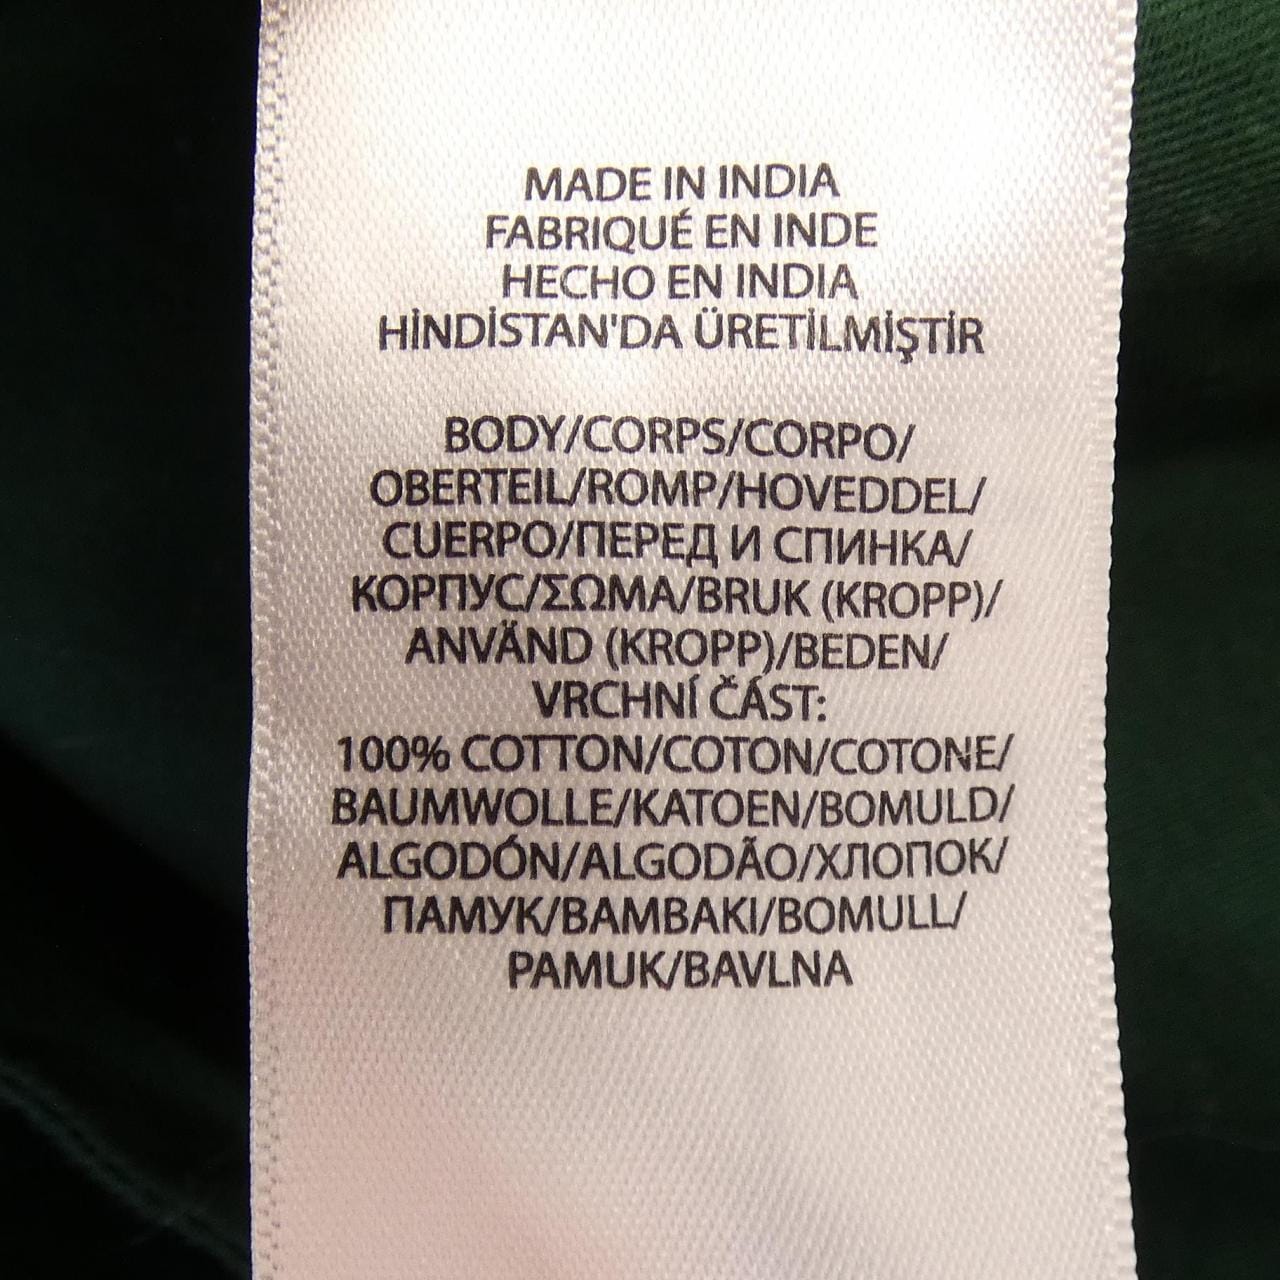 MADE IN INDIA
FABRIQUÉ EN INDE
HECHO EN INDIA
HİNDİSTAN'DA ÜRETİLMİŞTİR
BODY/CORPS/CORPO/
OBERTEIL/ROMP/HOVEDDEL/
CUERPO/ПЕРЕД И СПИНКА/
КОРПУС/ΣΩΜΑ/BRUK (KROPP)/
ANVÄND (KROPP)/BEDEN/
VRCHNÍ ČÁST:
100% COTTON/COTON/COTONE/
BAUMWOLLE/KATOEN/BOMULD/
ALGODÓN/ALGODÃO/ХЛОПОК/
ПАМУК/ΒΑΜΒΑΚΙ/BOMULL/
PAMUK/BAVLNA